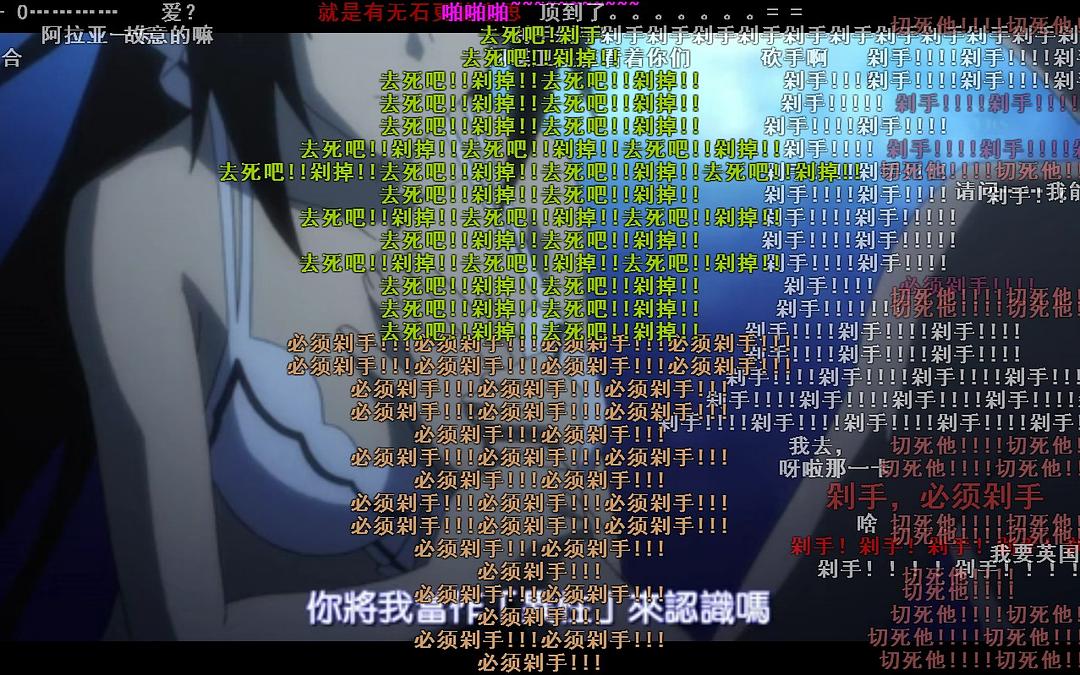 0………… 爱？ 就是有无石更 啪啪啪~~~~~~~~~ 顶到了。。。。。。。= =
阿拉亚 故意的嘛 去死吧!剁手 剁手剁手剁手剁手剁手剁手剁手 切死他!!!!切死
合 去死吧!!剁掉!! 着你们 砍手啊 剁手!!!!剁手!!!!剁
去死吧!!剁掉!!去死吧!!剁掉!! 剁手!!!!剁手!!!!剁手!!!!剁
去死吧!!剁掉!!去死吧!!剁掉!! 剁手!!!!! 剁手!!!!剁手!!!!
去死吧!!剁掉!!去死吧!!剁掉!! 剁手!!!!剁手!!!!
去死吧!!剁掉!!去死吧!!剁掉!!去死吧!!剁掉!! 剁手!!!! 剁手!!!!剁手!!!!
去死吧!!剁掉!!去死吧!!剁掉!!去死吧!!剁掉!!去死吧!!剁掉!! 切死他!!!!切死他!!!!
去死吧!!剁掉!!去死吧!!剁掉!! 剁手!!!!剁手!!!! 请问 剁手!! 我能
去死吧!!剁掉!!去死吧!!剁掉!!去死吧!!剁掉!! 剁手!!!!剁手!!!!!
去死吧!!剁掉!!去死吧!!剁掉!! 剁手!!!!剁手!!!!!
去死吧!!剁掉!!去死吧!!剁掉!!去死吧!!剁掉!! 剁手!!!!剁手!!!!
去死吧!!剁掉!!去死吧!!剁掉!! 剁手!!!! 必须剁手!!!
去死吧!!剁掉!!去死吧!!剁掉!! 剁手!!!!! 切死他!!!!切死他!!!!
去死吧!!剁掉!!去死吧!!剁掉!! 剁手!!!!剁手!!!!剁手!!!!
必须剁手!!!必须剁手!!!必须剁手!!!必须剁手!!!
必须剁手!!!必须剁手!!!必须剁手!!!必须剁手!!! 剁手!!!!剁手!!!!剁手!!!!
必须剁手!!!必须剁手!!!必须剁手!!! 剁手!!!!剁手!!!!剁手!!!!剁手!!!
必须剁手!!!必须剁手!!!必须剁手!!! 剁手!!!!剁手!!!!剁手!!!!剁手!!!!
必须剁手!!!必须剁手!!! 剁手!!!!剁手!!!!剁手!!!!剁手!!!!剁手
我去， 切死他!!!!切死他!!!!
必须剁手!!!必须剁手!!!必须剁手!!! 呀啦那一卡 切死他!!!!切死他!!!!
必须剁手!!!必须剁手!!!
必须剁手!!!必须剁手!!!必须剁手!!! 剁手，必须剁手
必须剁手!!!必须剁手!!!必须剁手!!! 啥 切死他!!!!切死他!!!!
必须剁手!!!必须剁手!!! 剁手！剁手！剁手！ 我要英国
必须剁手!!! 剁手！！！！剁手！！！！
必须剁手!!!必须剁手!!! 切死他!!!!
你將我當作「 」來認識嗎
必须剁手!!! 切死他!!!!切死他!!!!
必须剁手!!!必须剁手!!! 切死他!!!!切死他!!!!
必须剁手!!! 切死他!!!!切死他!!!!